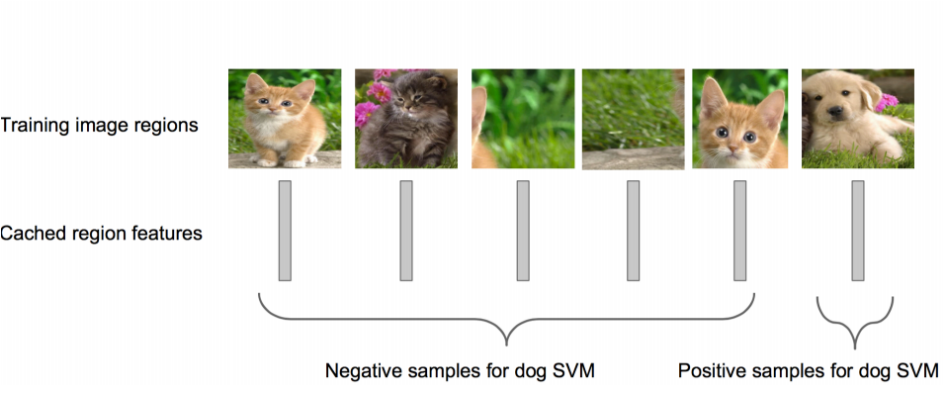 Training image regions
Cached region features
Negative samples for dog SVM
Positive samples for dog SVM